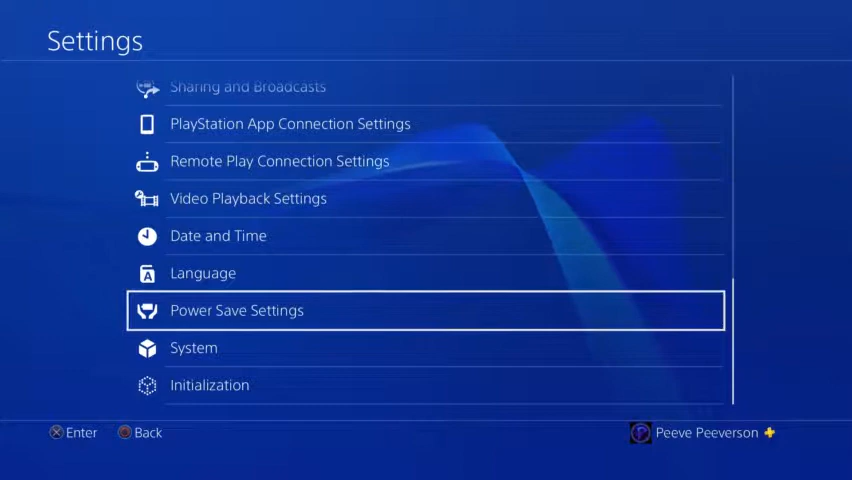 Settings
Sharing and Broadcasts
PlayStation App Connection Settings
Remote Play Connection Settings
Video Playback Settings
Date and Time
Language
Power Save Settings
System
Initialization
Enter Back Peeve Peeverson